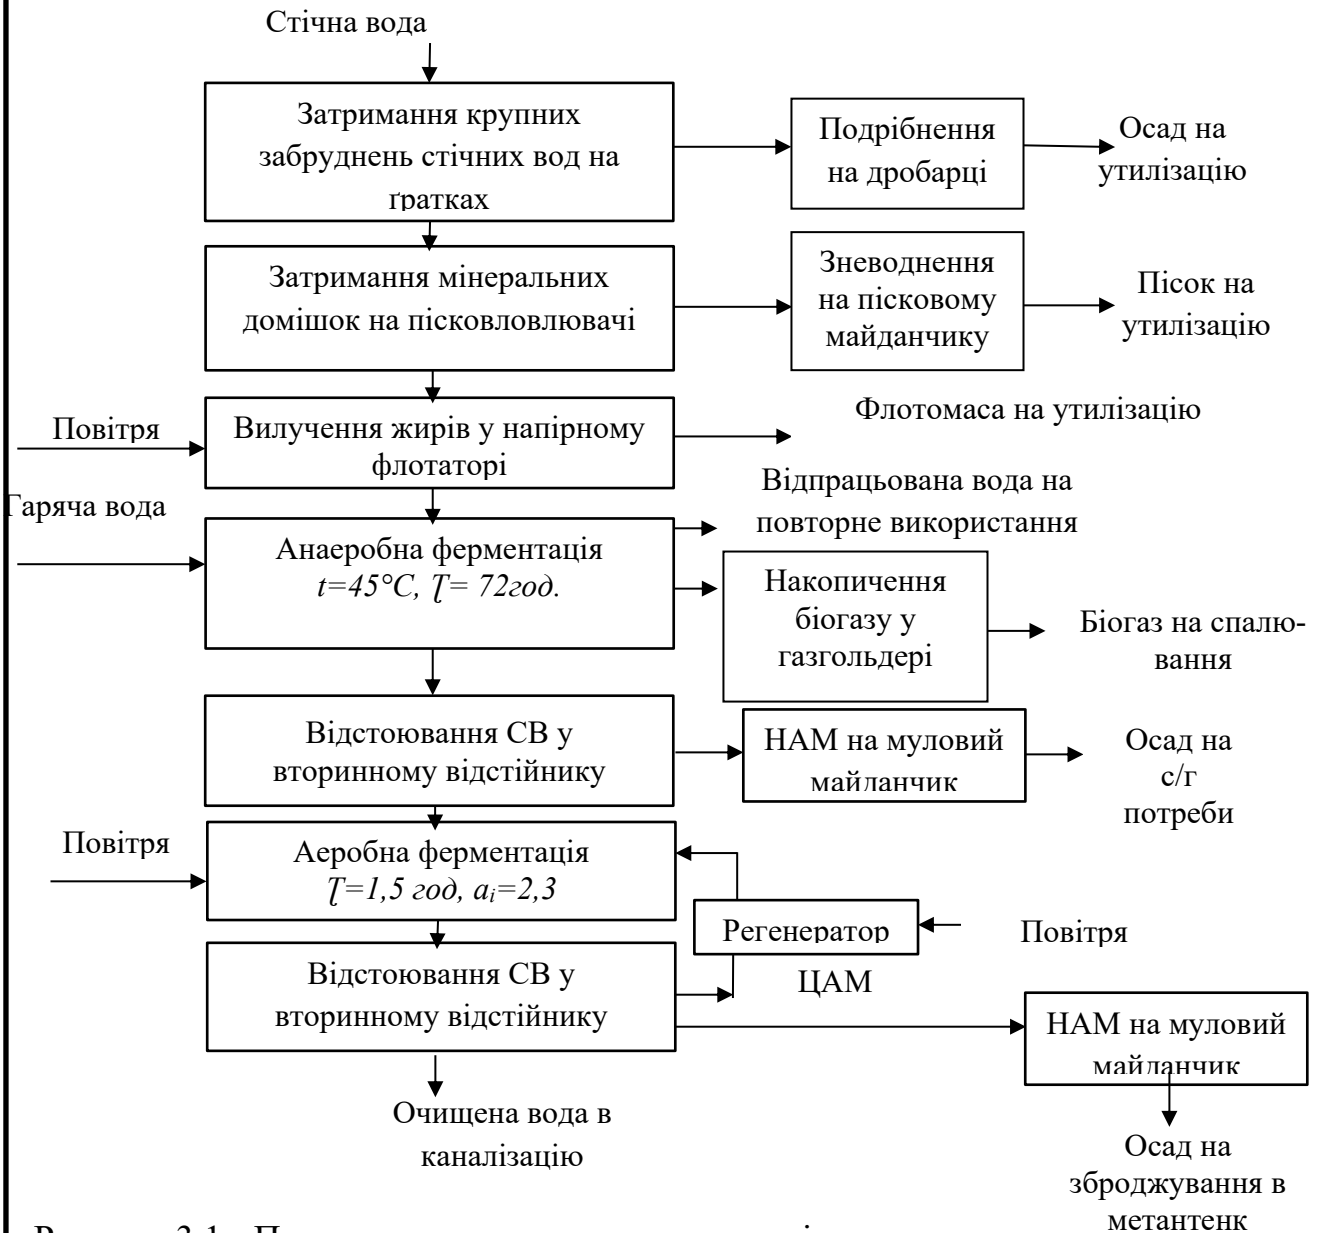 Стічна вода
Затримання крупних
забруднень стічних вод на
ґратках
Подрібнення
на дробарці
Осад на
утилізацію
Затримання мінеральних
домішок на пісковловлювачі
Зневоднення
на пісковому
майданчику
Пісок на
утилізацію
Повітря
Вилучення жирів у напірному
флотаторі
Флотомаса на утилізацію
Гаряча вода
Анаеробна ферментація
t=45°C, Ʈ= 72год.
Відпрацьована вода на
повторне використання
Накопичення
біогазу у
газгольдері
Біогаз на спалю-
вання
Відстоювання СВ у
вторинному відстійнику
НАМ на муловий
майданчик
Осад на
с/г
потреби
Повітря
Аеробна ферментація
Ʈ=1,5 год, ai=2,3
Регенератор
Повітря
ЦАМ
Відстоювання СВ у
вторинному відстійнику
НАМ на муловий
майданчик
Очищена вода в
каналізацію
Осад на
зброджування в
метантенк
3.1